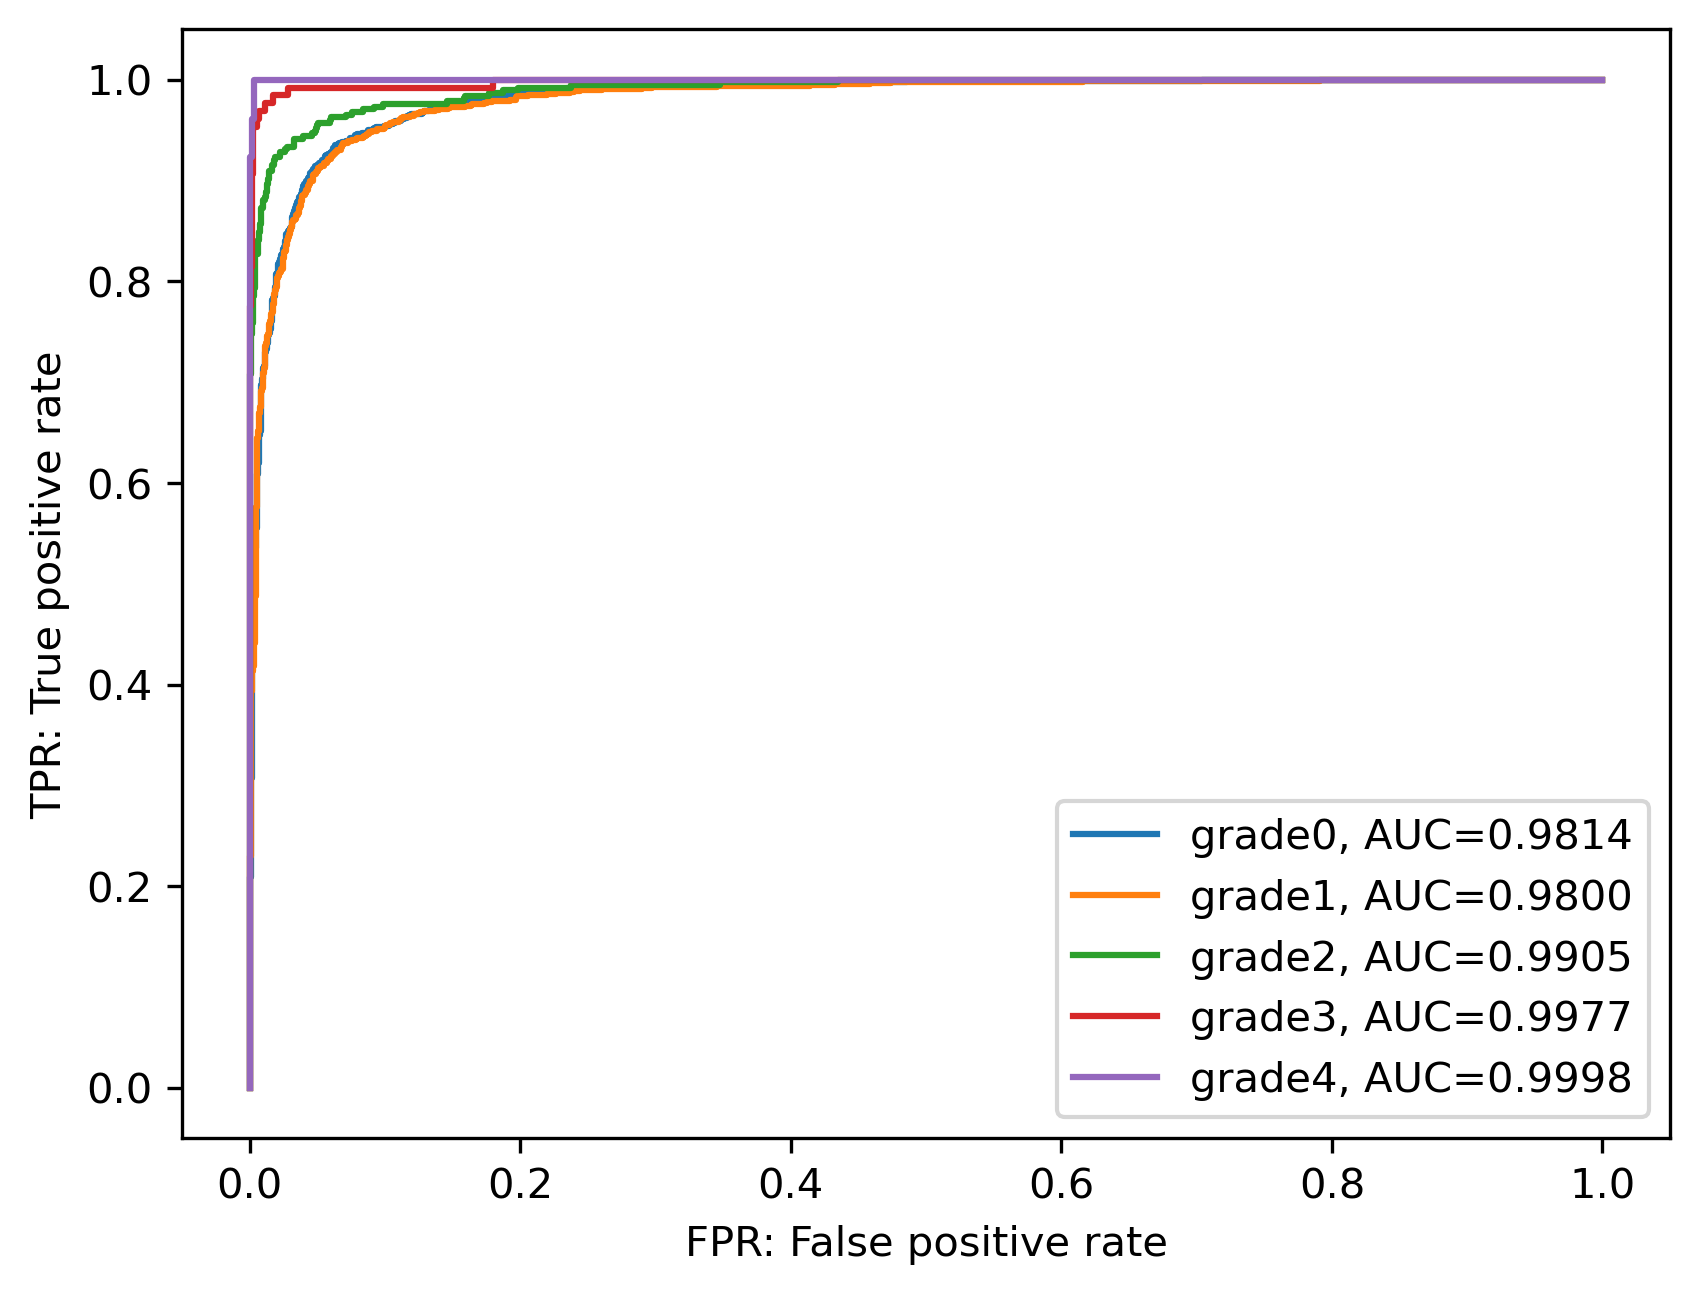 1.0
0.8
0.6
0.4
0.2
0.0
TPR: True positive rate
0.0 0.2 0.4 0.6 0.8 1.0
FPR: False positive rate
grade0, AUC=0.9814
grade1, AUC=0.9800
grade2, AUC=0.9905
grade3, AUC=0.9977
grade4, AUC=0.9998